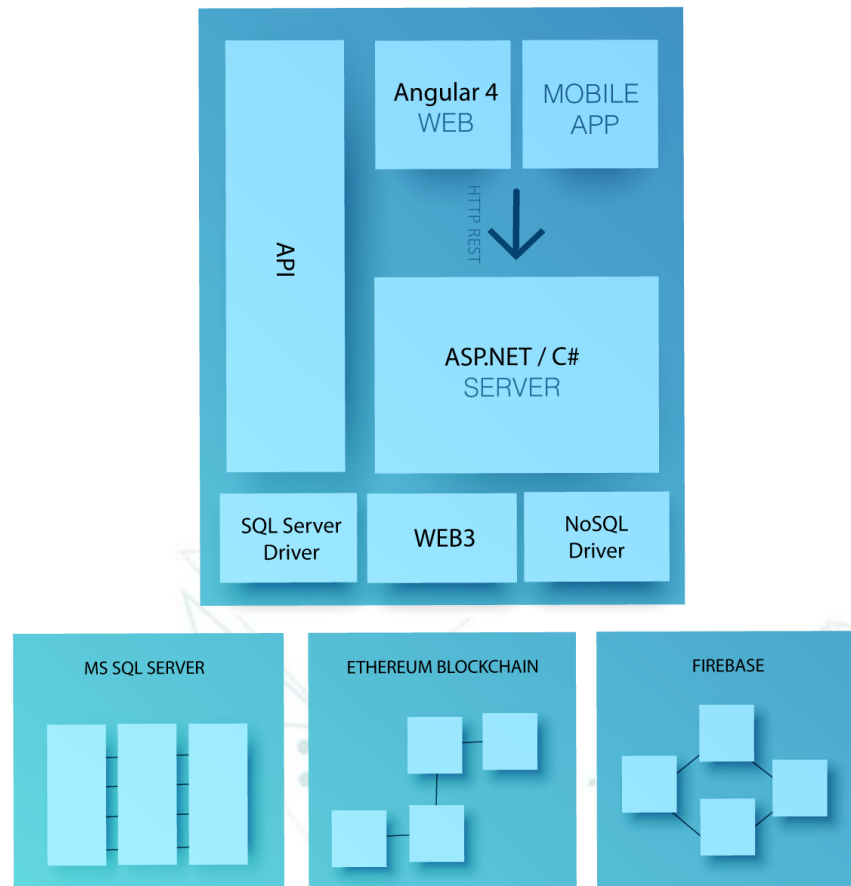 API
Angular 4
WEB
MOBILE
APP
HTTP REST
ASP.NET / C#
SERVER
SQL Server
Driver
WEB3
NoSQL
Driver
MS SQL SERVER
ETHEREUM BLOCKCHAIN
FIREBASE